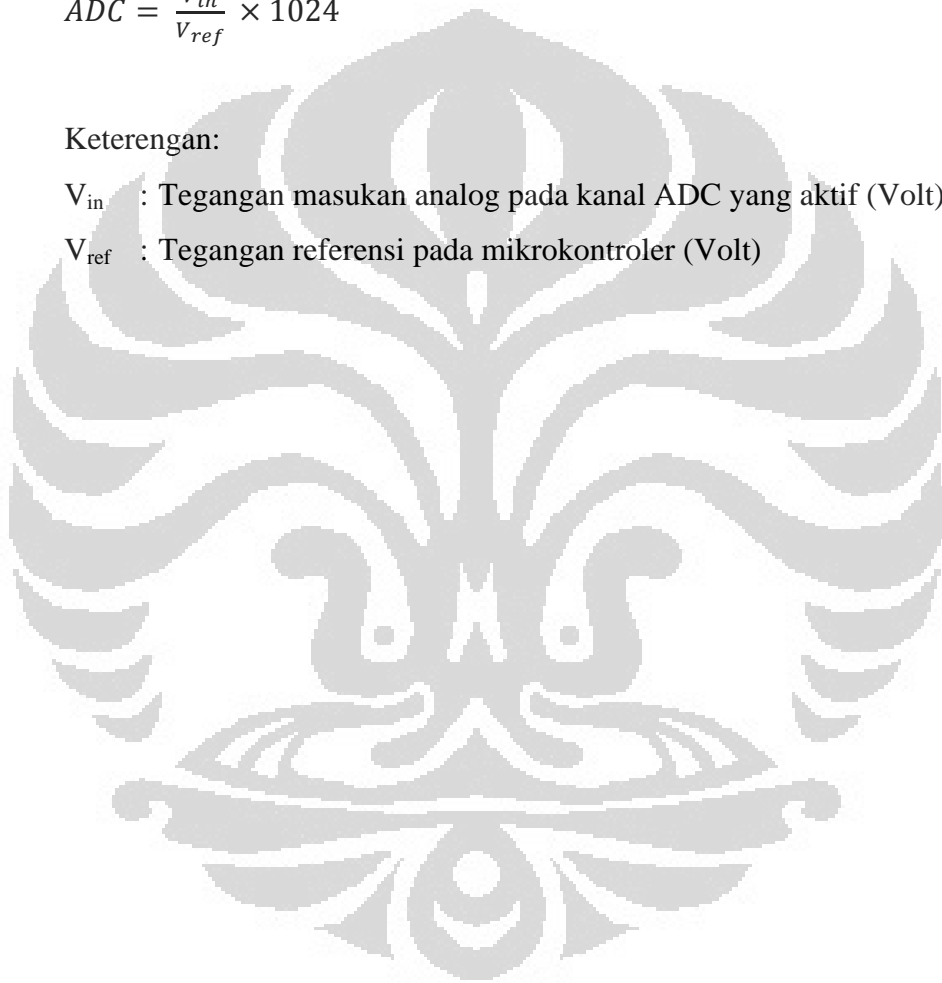 ADC = V_in / V_ref × 1024
Keterengan:
V_in : Tegangan masukan analog pada kanal ADC yang aktif (Volt)
V_ref : Tegangan referensi pada mikrokontroler (Volt)